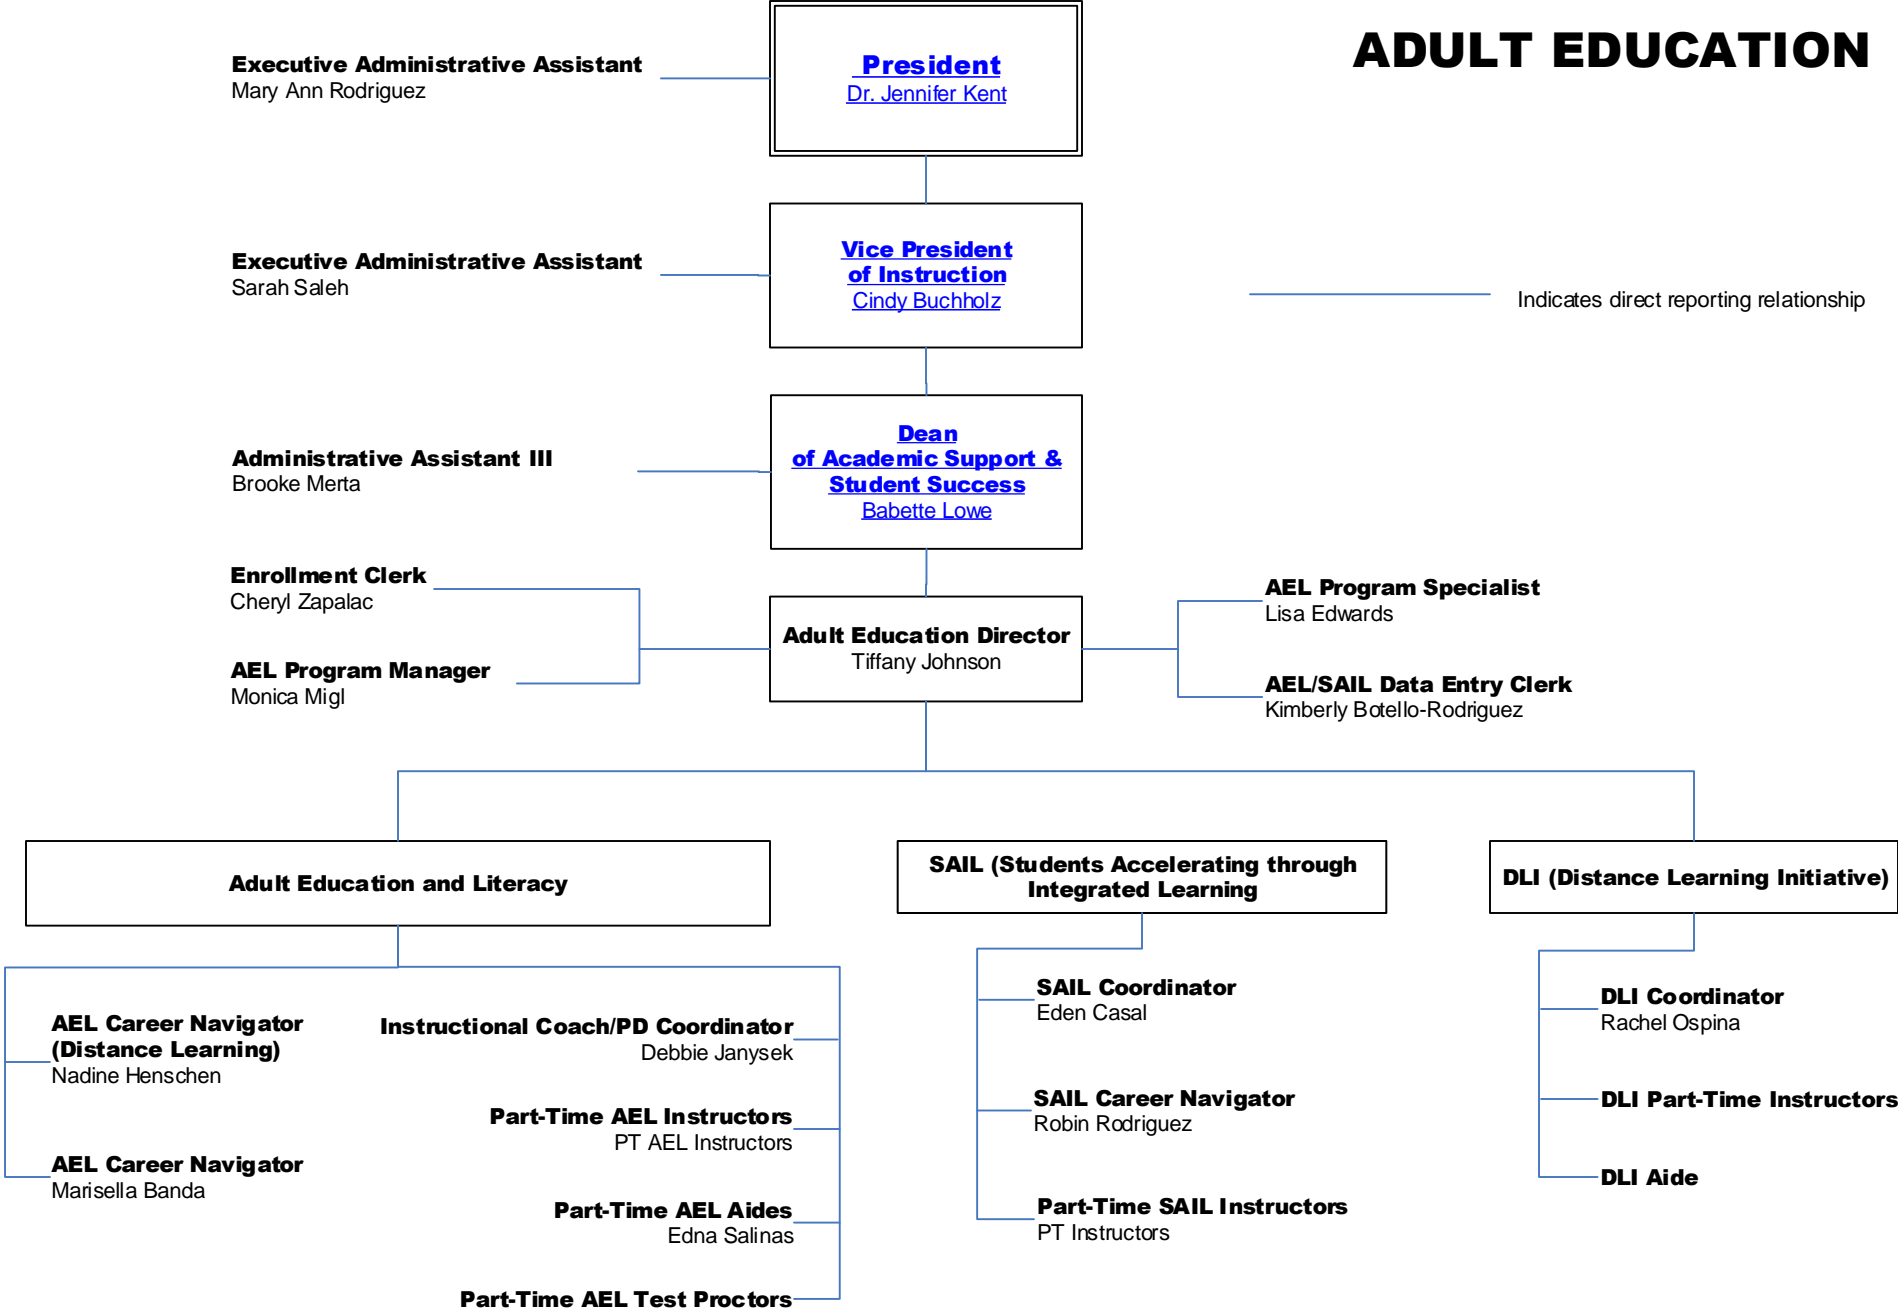 ADULT EDUCATION
Executive Administrative Assistant
Mary Ann Rodriguez
President
Dr. Jennifer Kent
Executive Administrative Assistant
Sarah Saleh
Vice President
of Instruction
Cindy Buchholz
Indicates direct reporting relationship
Administrative Assistant III
Brooke Merta
Dean
of Academic Support &
Student Success
Babette Lowe
Enrollment Clerk
Cheryl Zapalac
AEL Program Manager
Monica Migl
Adult Education Director
Tiffany Johnson
AEL Program Specialist
Lisa Edwards
AEL/SAIL Data Entry Clerk
Kimberly Botello-Rodriguez
Adult Education and Literacy
AEL Career Navigator
(Distance Learning)
Nadine Henschen
AEL Career Navigator
Marisella Banda
Instructional Coach/PD Coordinator
Debbie Janysek
Part-Time AEL Instructors
PT AEL Instructors
Part-Time AEL Aides
Edna Salinas
Part-Time AEL Test Proctors
SAIL (Students Accelerating through
Integrated Learning
SAIL Coordinator
Eden Casal
SAIL Career Navigator
Robin Rodriguez
Part-Time SAIL Instructors
PT Instructors
DLI (Distance Learning Initiative)
DLI Coordinator
Rachel Ospina
DLI Part-Time Instructors
DLI Aide